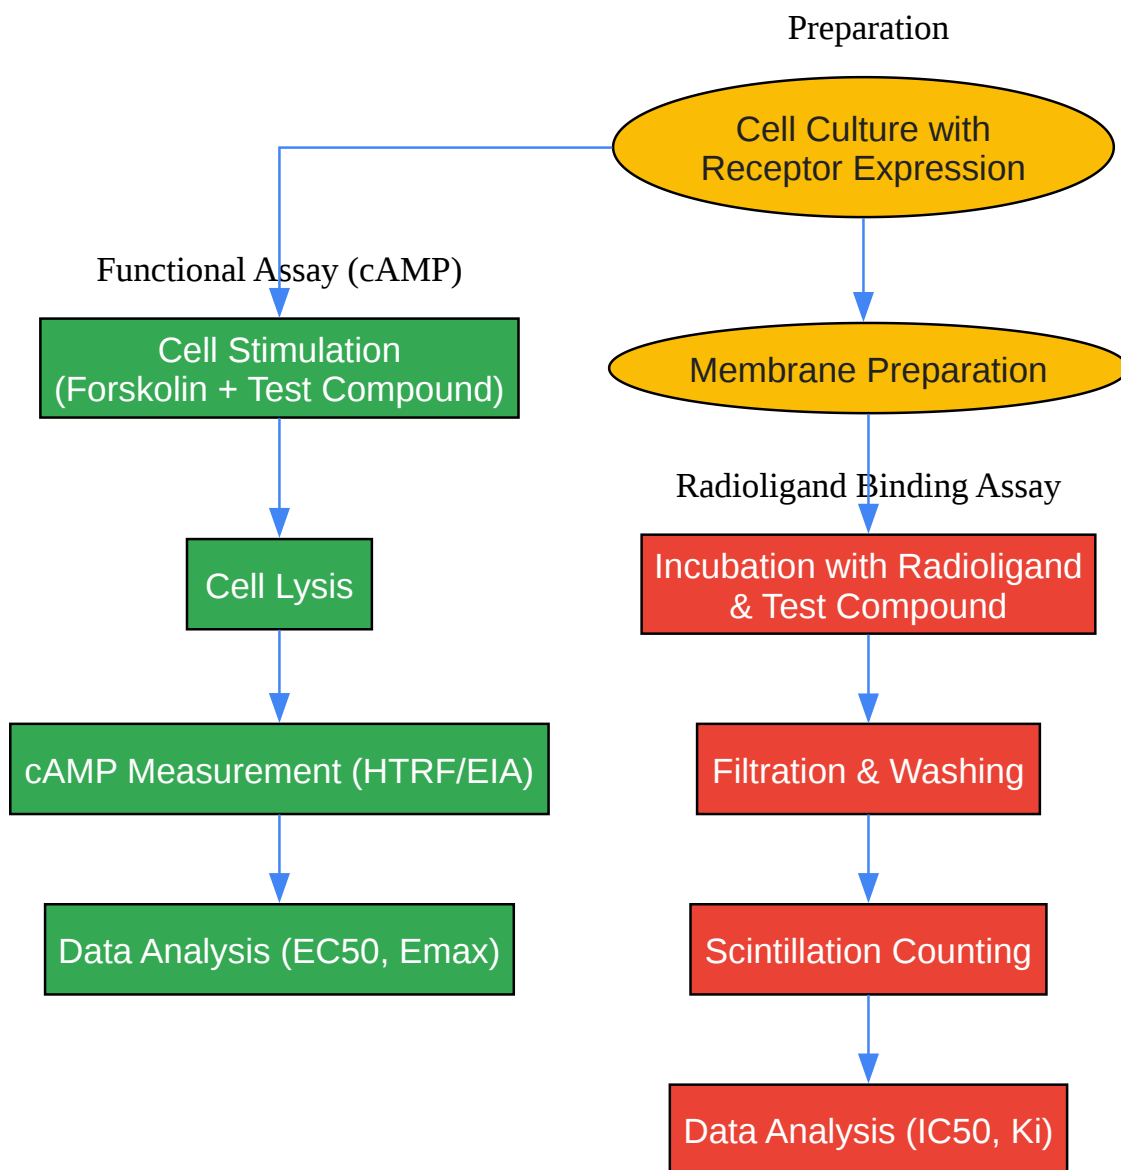 Preparation
Cell Culture with
Receptor Expression
Functional Assay (cAMP)
Cell Stimulation
(Forskolin + Test Compound)
Cell Lysis
cAMP Measurement (HTRF/EIA)
Data Analysis (EC50, Emax)
Membrane Preparation
Radioligand Binding Assay
Incubation with Radioligand
& Test Compound
Filtration & Washing
Scintillation Counting
Data Analysis (IC50, Ki)